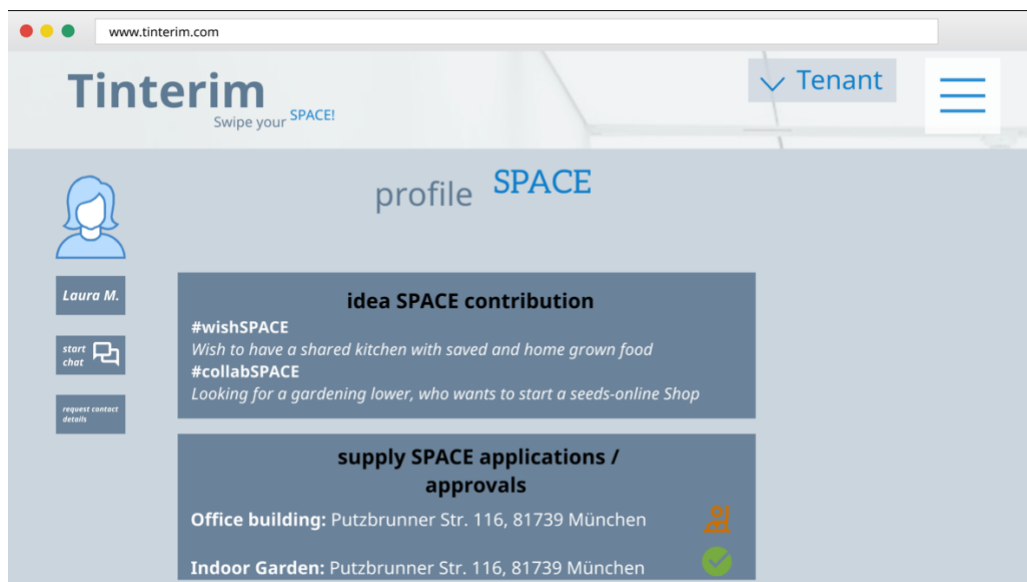 www.tinterim.com
Tinterim
Swipe your SPACE!
Tenant
profile SPACE
Laura M.
start
chat
request contact
details
idea SPACE contribution
#wishSPACE
Wish to have a shared kitchen with saved and home grown food
#collabSPACE
Looking for a gardening lower, who wants to start a seeds-online Shop
supply SPACE applications /
approvals
Office building: Putzbrunner Str. 116, 81739 München
Indoor Garden: Putzbrunner Str. 116, 81739 München